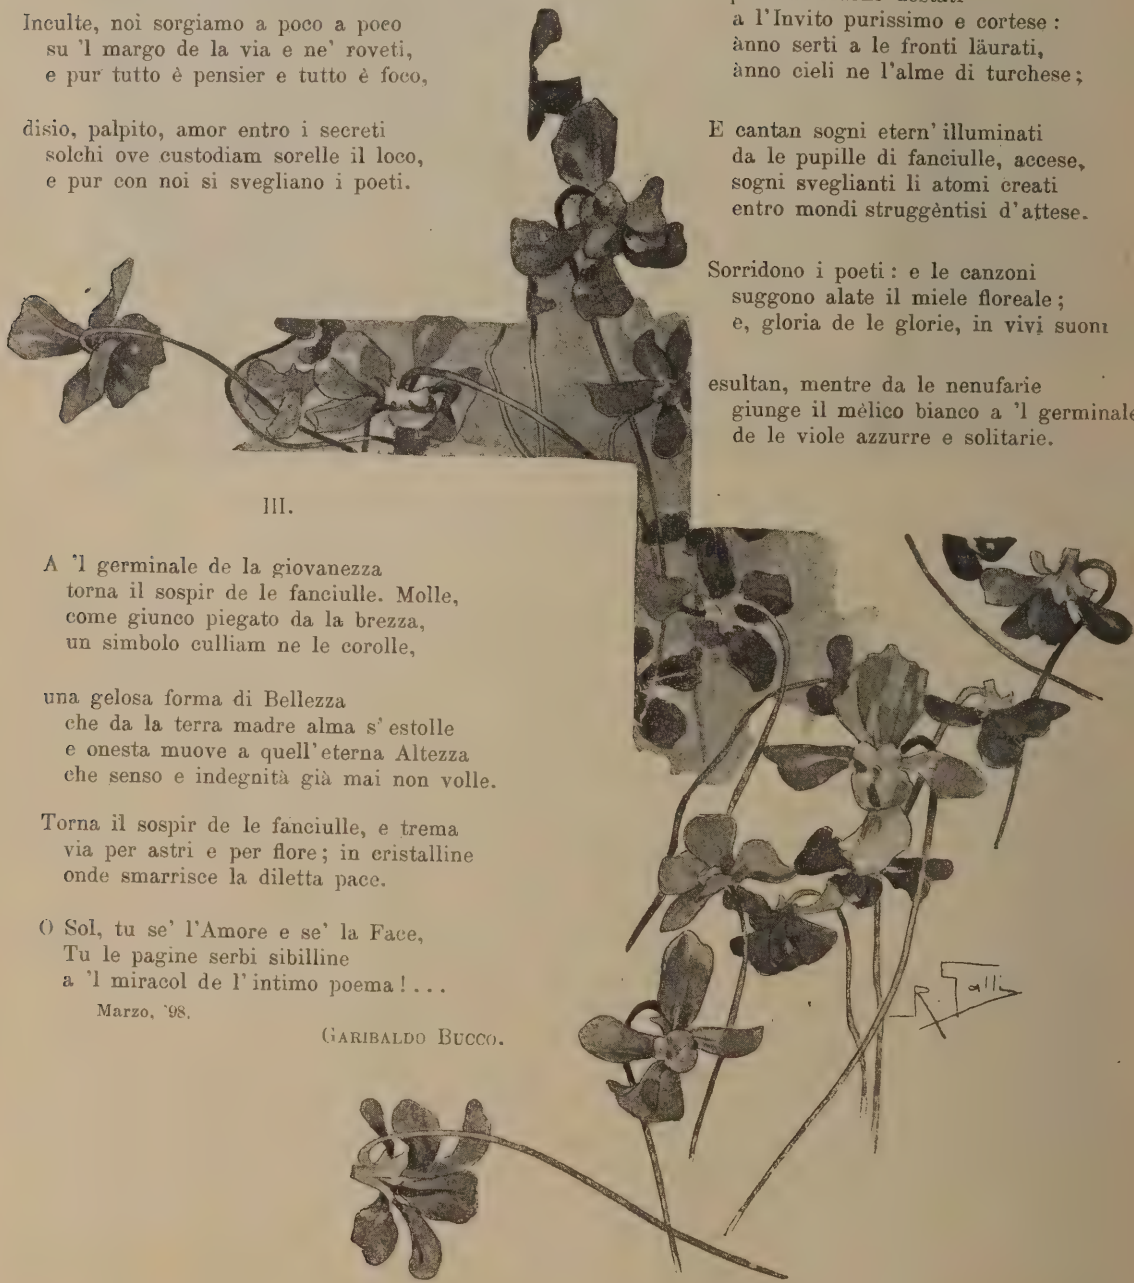 Inculte, noi sorgiamo a poco a poco
su 'l margo de la via e ne' roveti,
e pur tutto è pensier e tutto è foco,
disio, palpito, amor entro i secreti
solchi ove custodiam sorelle il loco,
e pur con noi si svegliano i poeti.
a l'Invito purissimo e cortese :
ànno serti a le fronti läurati,
ànno cieli ne l'alme di turchese ;
E cantan sogni etern' illuminati
da le pupille di fanciulle, accese,
sogni sveglianti li atomi creati
entro mondi struggèntisi d'attese.
Sorridono i poeti : e le canzoni
suggono alate il miele floreale ;
e, gloria de le glorie, in vivi suoni
esultan, mentre da le nenufarie
giunge il mèlico bianco a 'l germinale
de le viole azzurre e solitarie.
III.
A 'l germinale de la giovanezza
torna il sospir de le fanciulle. Molle,
come giunco piegato da la brezza,
un simbolo culliam ne le corolle,
una gelosa forma di Bellezza
che da la terra madre alma s' estolle
e onesta muove a quell' eterna Altezza
che senso e indegnità già mai non volle.
Torna il sospir de le fanciulle, e trema
via per astri e per flore ; in cristalline
onde smarrisce la diletta pace.
O Sol, tu se' l'Amore e se' la Face,
Tu le pagine serbi sibilline
a 'l miracol de l' intimo poema ! . . .
Marzo, '98.
GARIBALDO BUCCO.